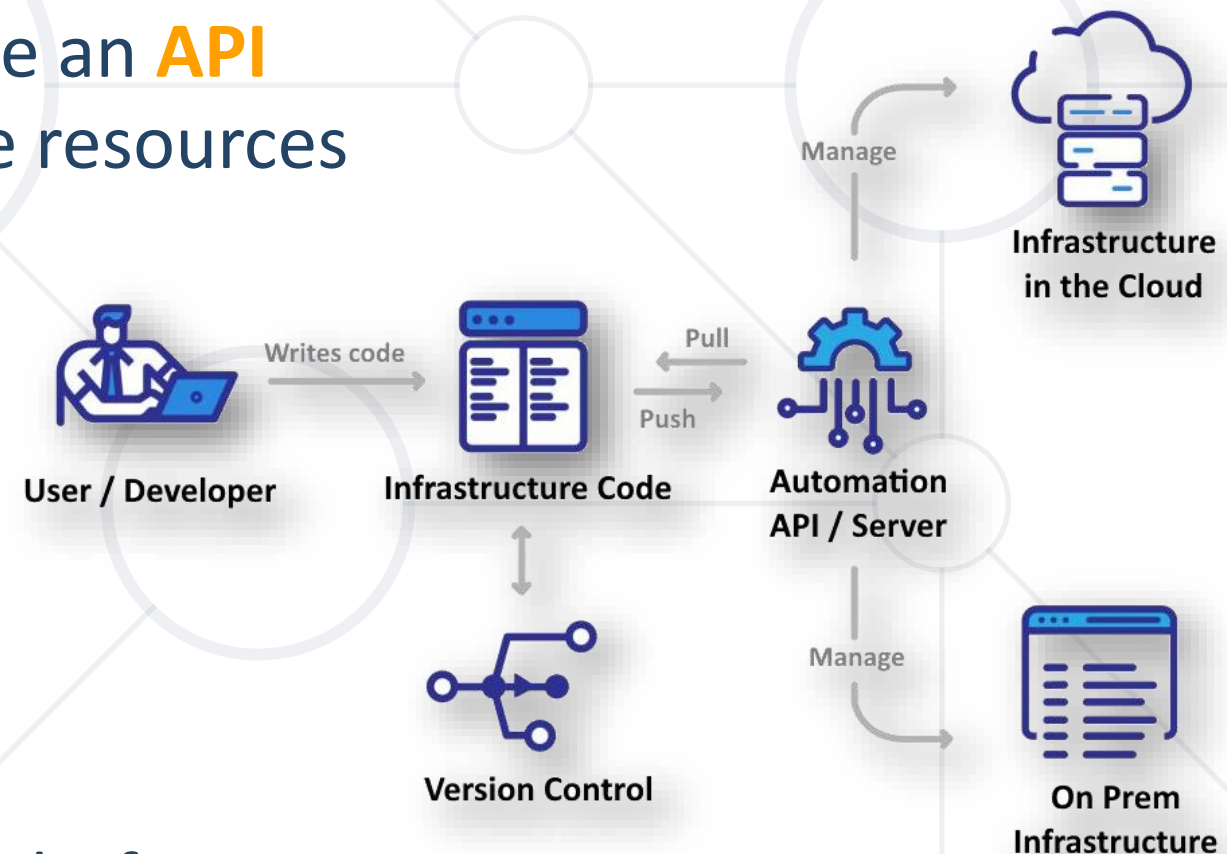 e an API
e resources
Manage
Infrastructure
in the Cloud
Writes code
Pull
Push
User / Developer
Infrastructure Code
Automation
API / Server
Manage
Version Control
On Prem
Infrastructure